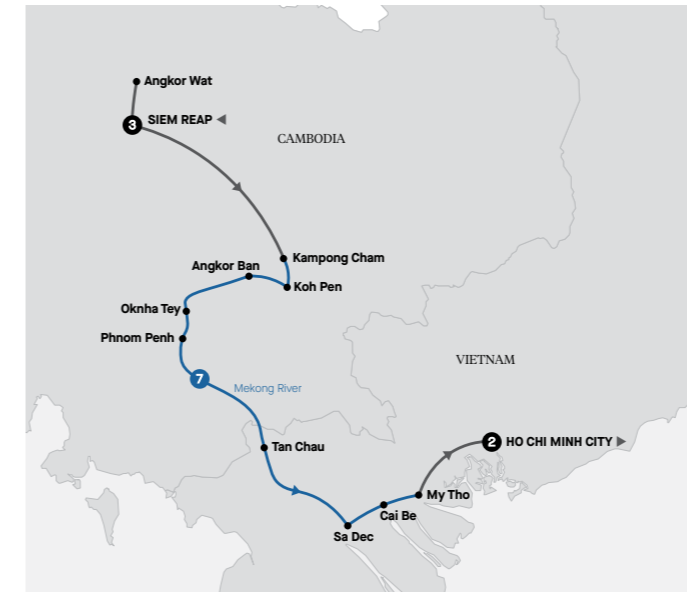 Angkor Wat
3
SIEM REAP
CAMBODIA
Kampong Cham
Angkor Ban
Koh Pen
Oknha Tey
Phnom Penh
7
Mekong River
VIETNAM
Tan Chau
2
HO CHI MINH CITY
My Tho
Cai Be
Sa Dec